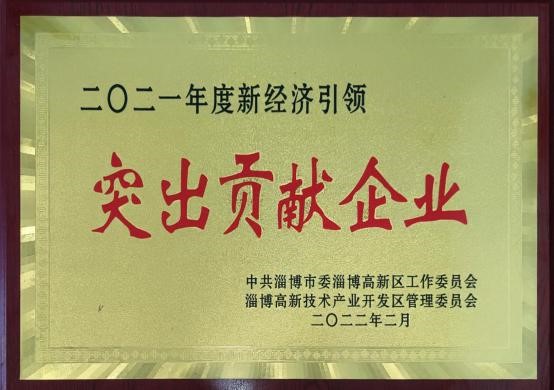 二〇二一年度新经济引领
突出贡献企业
中共淄博市委淄博高新区工作委员会
淄博高新技术产业开发区管理委员会
二〇二二年二月